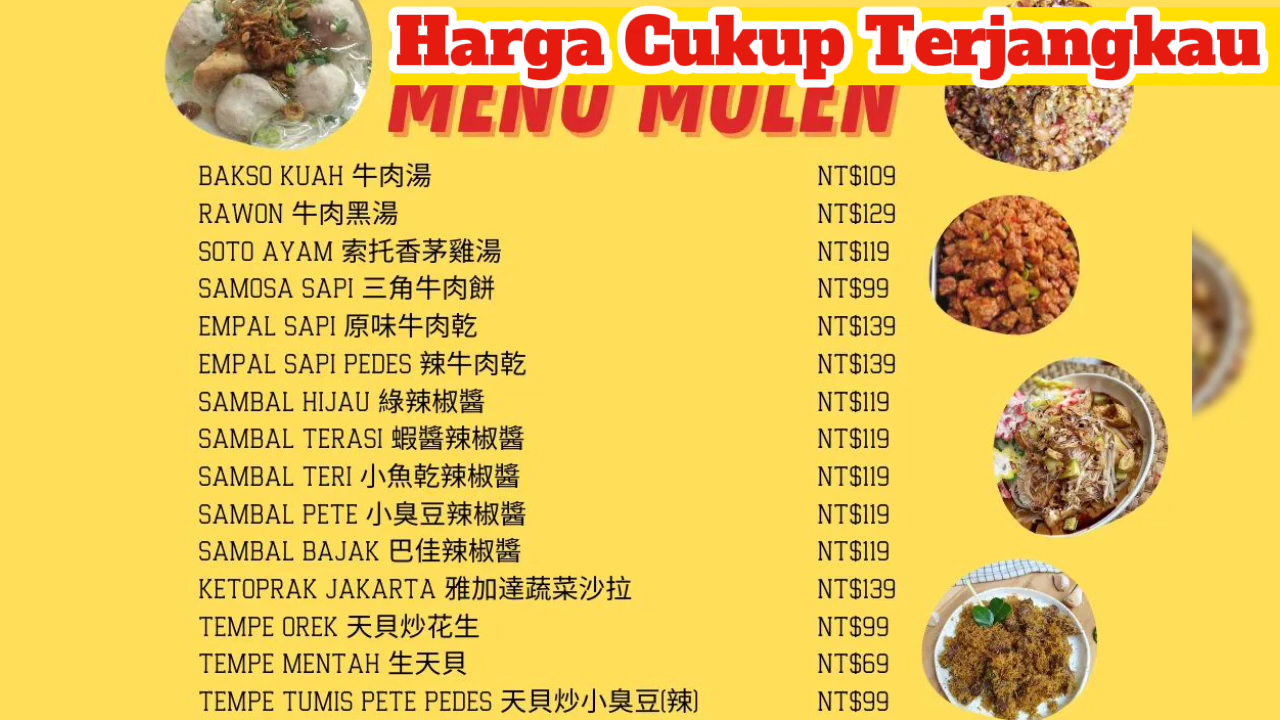 Harga Cukup Terjangkau
MENU MULEN
BAKSO KUAH 牛肉湯 NT$109
RAWON 牛肉黑湯 NT$129
SOTO AYAM 索托香茅雞湯 NT$119
SAMOSA SAPI 三角牛肉餅 NT$99
EMPAL SAPI 原味牛肉乾 NT$139
EMPAL SAPI PEDES 辣牛肉乾 NT$139
SAMBAL HIJAU 綠辣椒醬 NT$119
SAMBAL TERASI 蝦醬辣椒醬 NT$119
SAMBAL TERI 小魚乾辣椒醬 NT$119
SAMBAL PETE 小臭豆辣椒醬 NT$119
SAMBAL BAJAK 巴佳辣椒醬 NT$119
KETOPRAK JAKARTA 雅加達蔬菜沙拉 NT$139
TEMPE OREK 天貝炒花生 NT$99
TEMPE MENTAH 生天貝 NT$69
TEMPE TUMIS PETE PEDES 天貝炒小臭豆(辣) NT$99